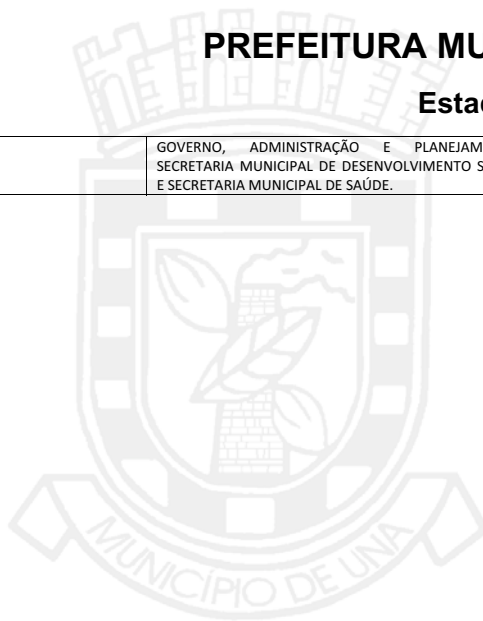 PREFEITURA MU
Estad
GOVERNO, ADMINISTRAÇÃO E PLANEJAM
SECRETARIA MUNICIPAL DE DESENVOLVIMENTO S
E SECRETARIA MUNICIPAL DE SAÚDE.
MUNICÍPIO DE UNA